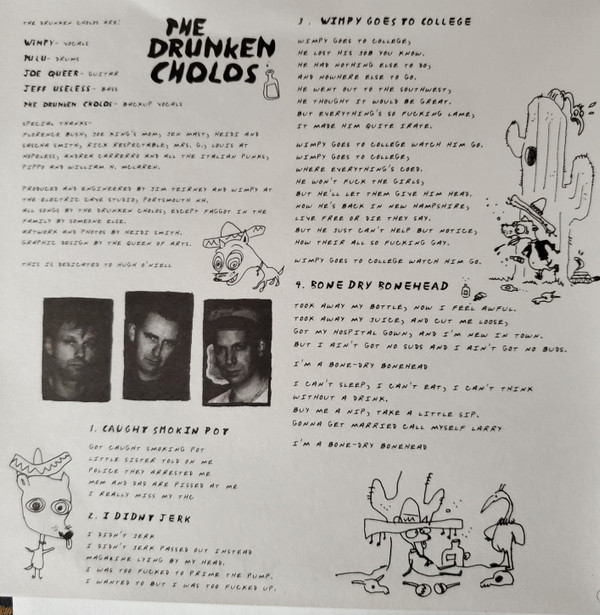 THE DRUNKEN CHOLOS ARE:
WIMPY- VOCALS
TULU- DRUMS
JOE QUEER- GUITAR
JEFF USELESS- BASS
THE DRUNKEN CHOLOS- BACKUP VOCALS
THE
DRUNKEN
CHOLOS
SPECIAL THANKS-
FLORENCE BUSH, JOE KING'S MOM, JEN MAST, HEIDI AND
SASCHA SMITH, RICK RESPECTABLE, MRS. G., LOUIS AT
HOPELESS, ANDREA CARRERRO AND ALL THE ITALIAN PUNKS,
PIPPO AND WILLIAM N. MCLAREN.
PRODUCED AND ENGINEERED BY JIM TEIRNEY AND WIMPY AT
THE ELECTRIC CAVE STUDIO, PORTSMOUTH NH.
ALL SONGS BY THE DRUNKEN CHOLOS, EXCEPT FAGGOT IN THE
FAMILY BY SOMEONE ELSE.
ARTWORK AND PHOTOS BY HEIDI SMITH.
GRAPHIC DESIGN BY THE QUEEN OF ARTS.
THIS IS DEDICATED TO HUGH O'NIELL
1. CAUGHT SMOKIN POT
GOT CAUGHT SMOKING POT
LITTLE SISTER TOLD ON ME
POLICE THEY ARRESTED ME
MOM AND DAD ARE PISSED AT ME
I REALLY MISS MY THC
2. I DIDN'T JERK
I DIDN'T JERK
I DIDN'T JERK PASSED OUT INSTEAD
MAGAZINE LYING BY MY HEAD.
I WAS TOO FUCKED TO PRIME THE PUMP.
I WANTED TO BUT I WAS TOO FUCKED UP.
3. WIMPY GOES TO COLLEGE
WIMPY GOES TO COLLEGE,
HE LOST HIS JOB YOU KNOW.
HE HAD NOTHING ELSE TO DO,
AND NOWHERE ELSE TO GO.
HE WENT OUT TO THE SOUTHWEST,
HE THOUGHT IT WOULD BE GREAT.
BUT EVERYTHING'S SO FUCKING LAME,
IT MADE HIM QUITE IRATE.
WIMPY GOES TO COLLEGE WATCH HIM GO.
WIMPY GOES TO COLLEGE,
WHERE EVERYTHING'S COED.
HE WON'T FUCK THE GIRLS,
BUT HE'LL LET THEM GIVE HIM HEAD.
NOW HE'S BACK IN NEW HAMPSHIRE,
LIVE FREE OR DIE THEY SAY.
BUT HE JUST CAN'T HELP BUT NOTICE,
HOW THEIR ALL SO FUCKING GAY.
WIMPY GOES TO COLLEGE WATCH HIM GO.
4. BONE DRY BONEHEAD
TOOK AWAY MY BOTTLE, NOW I FEEL AWFUL.
TOOK AWAY MY JUICE, AND CUT ME LOOSE,
GOT MY HOSPITAL GOWN, AND I'M NEW IN TOWN.
BUT I AIN'T GOT NO SUDS AND I AIN'T GOT NO BUDS.
I'M A BONE-DRY BONEHEAD
I CAN'T SLEEP, I CAN'T EAT, I CAN'T THINK
WITHOUT A DRINK.
BUY ME A NIP, TAKE A LITTLE SIP.
GONNA GET MARRIED CALL MYSELF LARRY
I'M A BONE-DRY BONEHEAD